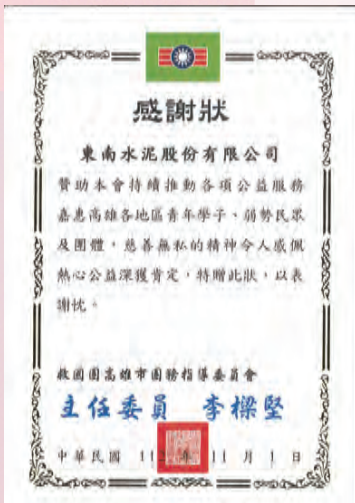 感謝狀
東南水泥股份有限公司
贊助本會持續推動各項公益服務
嘉惠高雄各地區青年學子、弱勢民眾
及團體,慈善無私的精神令人感佩
熱心公益深獲肯定,特贈此狀,以表
謝忱。
救國團高雄市團務指導委員會
主任委員 李樑堅
中華民國 112 年 11 月 1 日